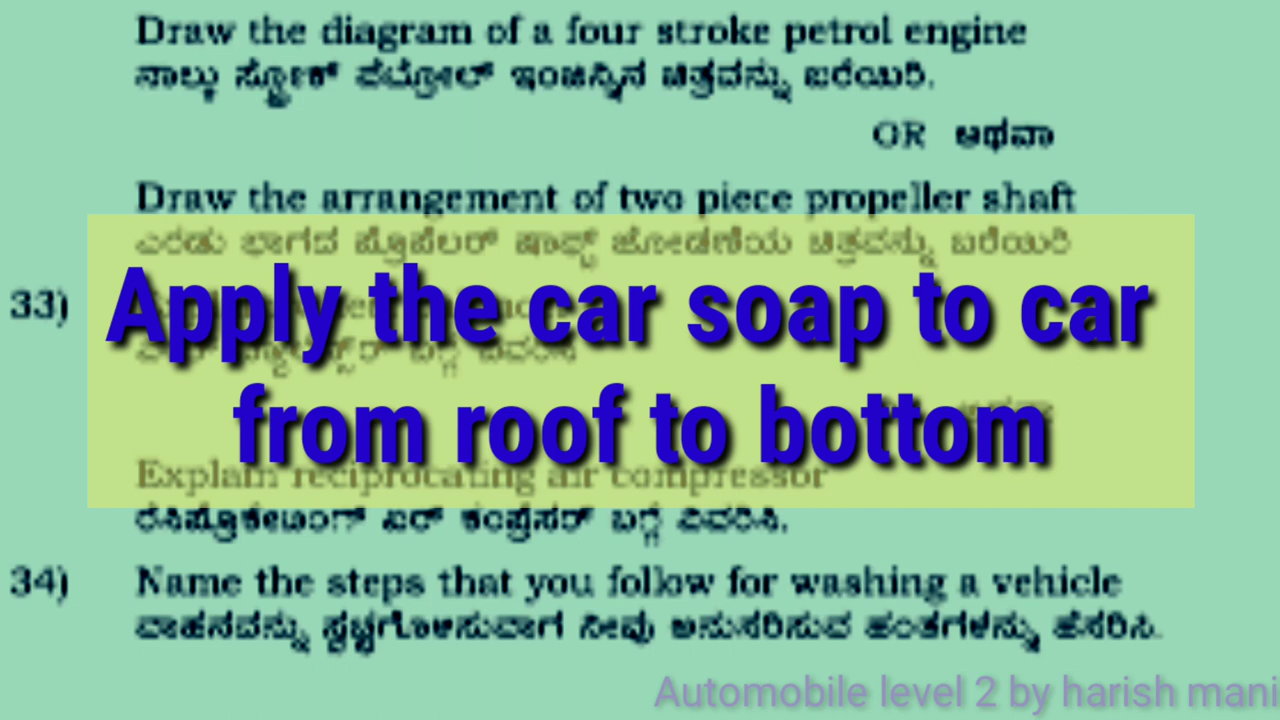 Draw the diagram of a four stroke petrol engine
ನಾಲ್ಕು ಸ್ಟ್ರೋಕ್ ಪೆಟ್ರೋಲ್ ಇಂಜಿನ್ನಿನ ಚಿತ್ರವನ್ನು ಬರೆಯಿರಿ.
OR ಅಥವಾ
Draw the arrangement of two piece propeller shaft
ಎರಡು ಭಾಗದ ಪ್ರೊಪೆಲರ್ ಷಾಫ್ಟ್ ಜೋಡಣೆಯ ಚಿತ್ರವನ್ನು ಬರೆಯಿರಿ
33)
Apply the car soap to car
ಬಗ್ಗೆ ವಿವರಿಸಿ
from roof to bottom
Explain reciprocating air compressor
ರೆಸಿಪ್ರೊಕೇಟಿಂಗ್ ಏರ್ ಕಂಪ್ರೆಸರ್ ಬಗ್ಗೆ ವಿವರಿಸಿ.
34) Name the steps that you follow for washing a vehicle
ವಾಹನವನ್ನು ಸ್ವಚ್ಛಗೊಳಿಸುವಾಗ ನೀವು ಅನುಸರಿಸುವ ಹಂತಗಳನ್ನು ಹೆಸರಿಸಿ.
Automobile level 2 by harish mani